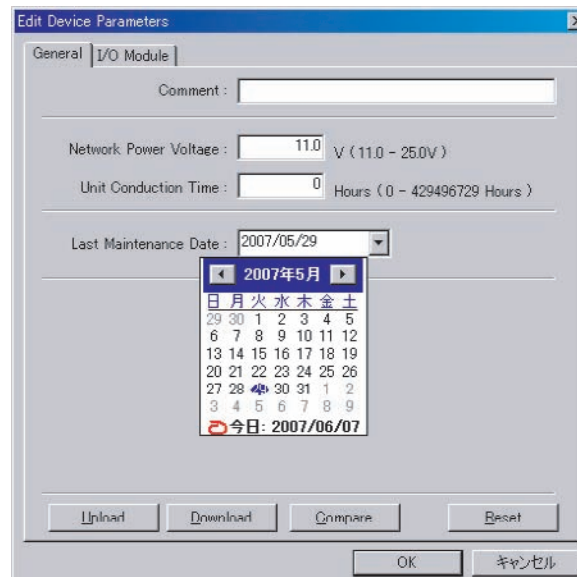 Edit Device Parameters
General I/O Module
Comment :
Network Power Voltage : 11.0 V ( 11.0 - 25.0V )
Unit Conduction Time : 0 Hours ( 0 - 429496729 Hours )
Last Maintenance Date : 2007/05/29
2007年5月
日 月 火 水 木 金 土
29 30 1 2 3 4 5
6 7 8 9 10 11 12
13 14 15 16 17 18 19
20 21 22 23 24 25 26
27 28 30 31 1 2
3 4 5 6 7 8 9
今日: 2007/06/07
Upload Download Compare Reset
OK キャンセル